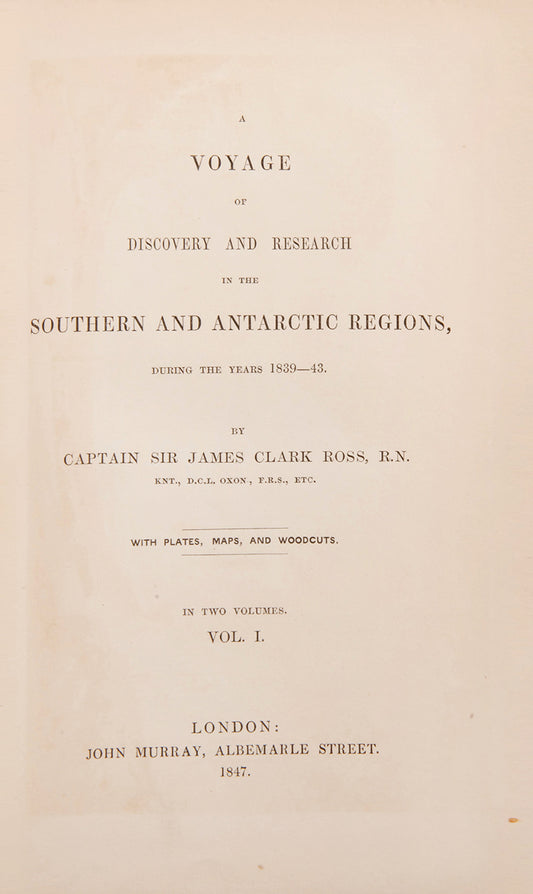 A
VOYAGE
OF
DISCOVERY AND RESEARCH
IN THE
SOUTHERN AND ANTARCTIC REGIONS,
DURING THE YEARS 1839—43.
BY
CAPTAIN SIR JAMES CLARK ROSS, R.N.
KNT., D.C.L. OXON., F.R.S., ETC.
WITH PLATES, MAPS, AND WOODCUTS.
IN TWO VOLUMES.
VOL. I.
LONDON:
JOHN MURRAY, ALBEMARLE STREET.
1847.